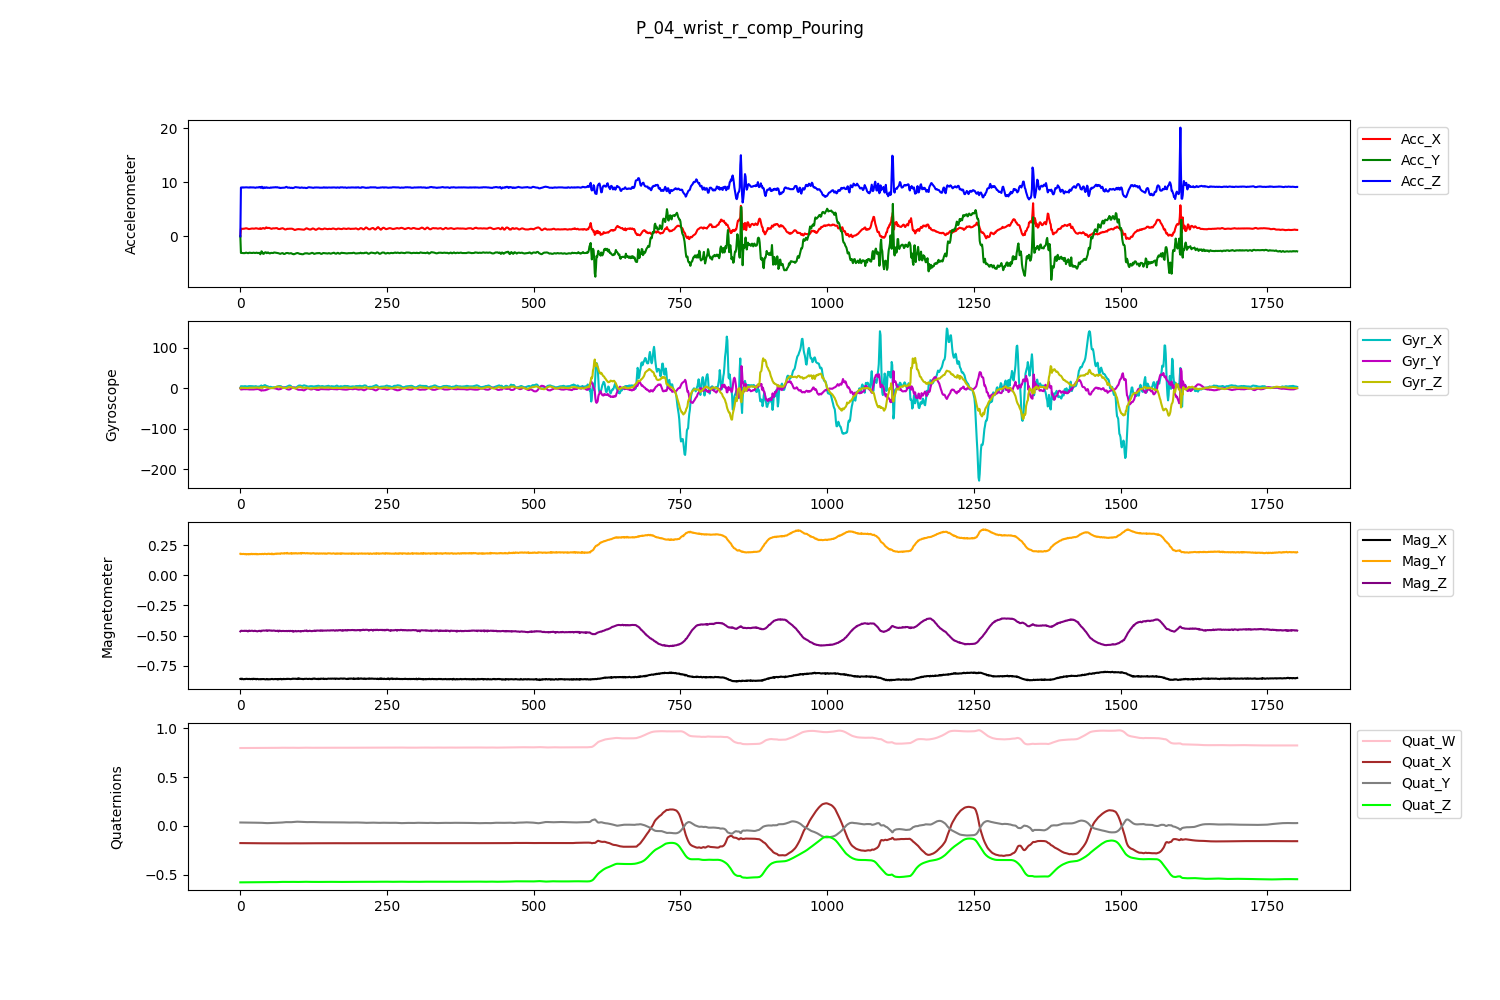 P_04_wrist_r_comp_Pouring
Accelerometer
20
10
0
0 250 500 750 1000 1250 1500 1750
Acc_X
Acc_Y
Acc_Z
Gyroscope
100
0
−100
−200
0 250 500 750 1000 1250 1500 1750
Gyr_X
Gyr_Y
Gyr_Z
Magnetometer
0.25
0.00
−0.25
−0.50
−0.75
0 250 500 750 1000 1250 1500 1750
Mag_X
Mag_Y
Mag_Z
Quaternions
1.0
0.5
0.0
−0.5
0 250 500 750 1000 1250 1500 1750
Quat_W
Quat_X
Quat_Y
Quat_Z